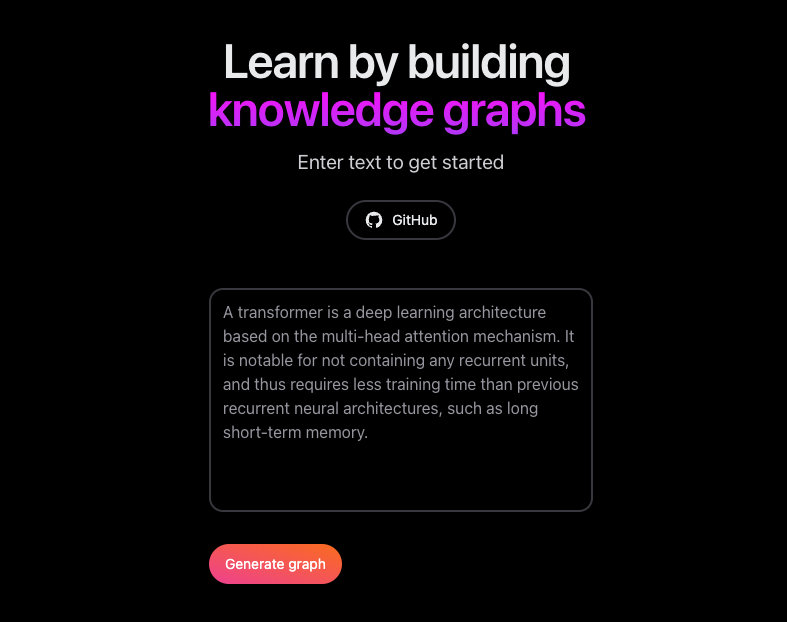 Learn by building
knowledge graphs
Enter text to get started
GitHub
A transformer is a deep learning architecture
based on the multi-head attention mechanism. It
is notable for not containing any recurrent units,
and thus requires less training time than previous
recurrent neural architectures, such as long
short-term memory.
Generate graph